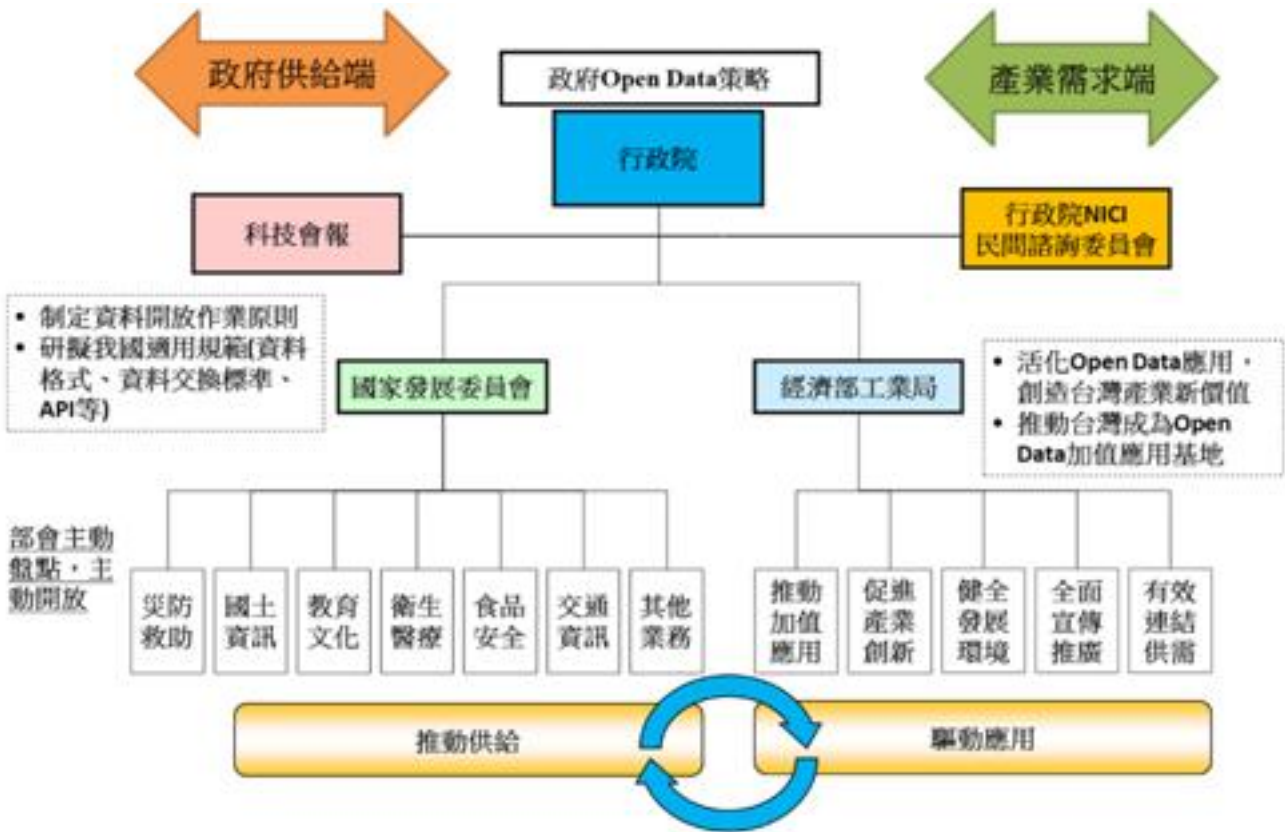 政府供給端
政府Open Data策略
產業需求端
行政院
科技會報
行政院NICI
民間諮詢委員會
• 制定資料開放作業原則
• 研擬我國適用規範(資料
格式、資料交換標準、
API等)
國家發展委員會
經濟部工業局
• 活化Open Data應用，
創造台灣產業新價值
• 推動台灣成為Open
Data加值應用基地
部會主動
盤點，主
動開放
災防
救助
國土
資訊
教育
文化
衛生
醫療
食品
安全
交通
資訊
其他
業務
推動
加值
應用
促進
產業
創新
健全
發展
環境
全面
宣傳
推廣
有效
連結
供需
推動供給
驅動應用